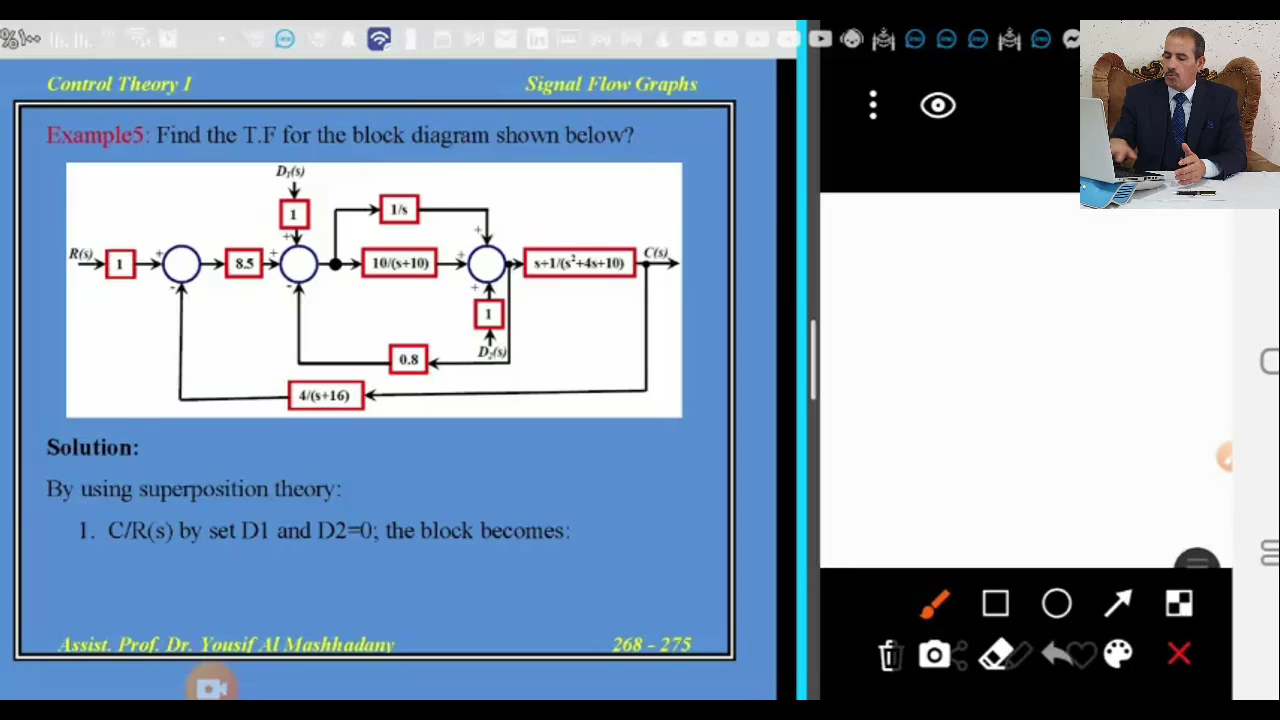 %١٠٠
Control Theory I
Signal Flow Graphs
Example5: Find the T.F for the block diagram shown below?
D₁(s)
1
1/s
R(s)
1
8.5
10/(s+10)
s+1/(s²+4s+10)
C(s)
+
+
+
+
+
+
-
-
1
D₂(s)
0.8
4/(s+16)
Solution:
By using superposition theory:
1. C/R(s) by set D1 and D2=0; the block becomes:
Assist. Prof. Dr. Yousif Al Mashhadany
268 - 275